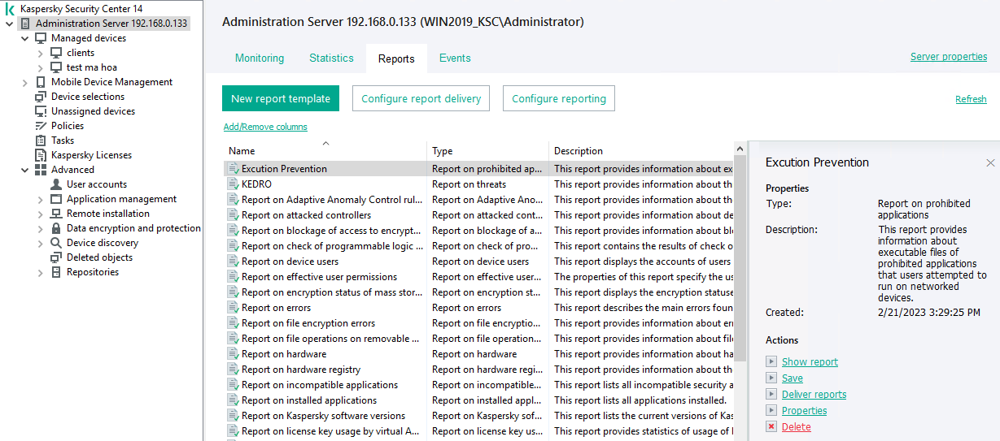 Kaspersky Security Center 14
Administration Server 192.168.0.133
Managed devices
clients
test ma hoa
Mobile Device Management
Device selections
Unassigned devices
Policies
Tasks
Kaspersky Licenses
Advanced
User accounts
Application management
Remote installation
Data encryption and protection
Device discovery
Deleted objects
Repositories
Administration Server 192.168.0.133 (WIN2019_KSC\Administrator)
Monitoring Statistics Reports Events
Server properties
New report template Configure report delivery Configure reporting
Refresh
Add/Remove columns
Name Type Description
Excution Prevention Report on prohibited ap... This report provides information about ex
KEDRO Report on threats This report provides information about th
Report on Adaptive Anomaly Control rul... Report on Adaptive Ano... This report provides information about th
Report on attacked controllers Report on attacked cont... This report provides information about de
Report on blockage of access to encrypt... Report on blockage of a... This report provides information about blo
Report on check of programmable logic ... Report on check of pro... This report contains the results of check o
Report on device users Report on device users This report displays the accounts of users
Report on effective user permissions Report on effective user... The properties of this report specify the us
Report on encryption status of mass stor... Report on encryption st... This report displays the encryption statuse
Report on errors Report on errors This report describes the main errors foun
Report on file encryption errors Report on file encryptio... This report provides information about err
Report on file operations on removable ... Report on file operation... This report provides information about file
Report on hardware Report on hardware This report provides information about ha
Report on hardware registry Report on hardware regi... This report provides information about the
Report on incompatible applications Report on incompatible... This report lists all incompatible security a
Report on installed applications Report on installed appl... This report lists all applications installed.
Report on Kaspersky software versions Report on Kaspersky sof... This report lists the current versions of Kas
Report on license key usage by virtual A... Report on license key us... This report provides statistics of usage of
Excution Prevention
Properties
Type: Report on prohibited
applications
Description: This report provides
information about
executable files of
prohibited applications
that users attempted to
run on networked
devices.
Created: 2/21/2023 3:29:25 PM
Actions
Show report
Save
Deliver reports
Properties
Delete